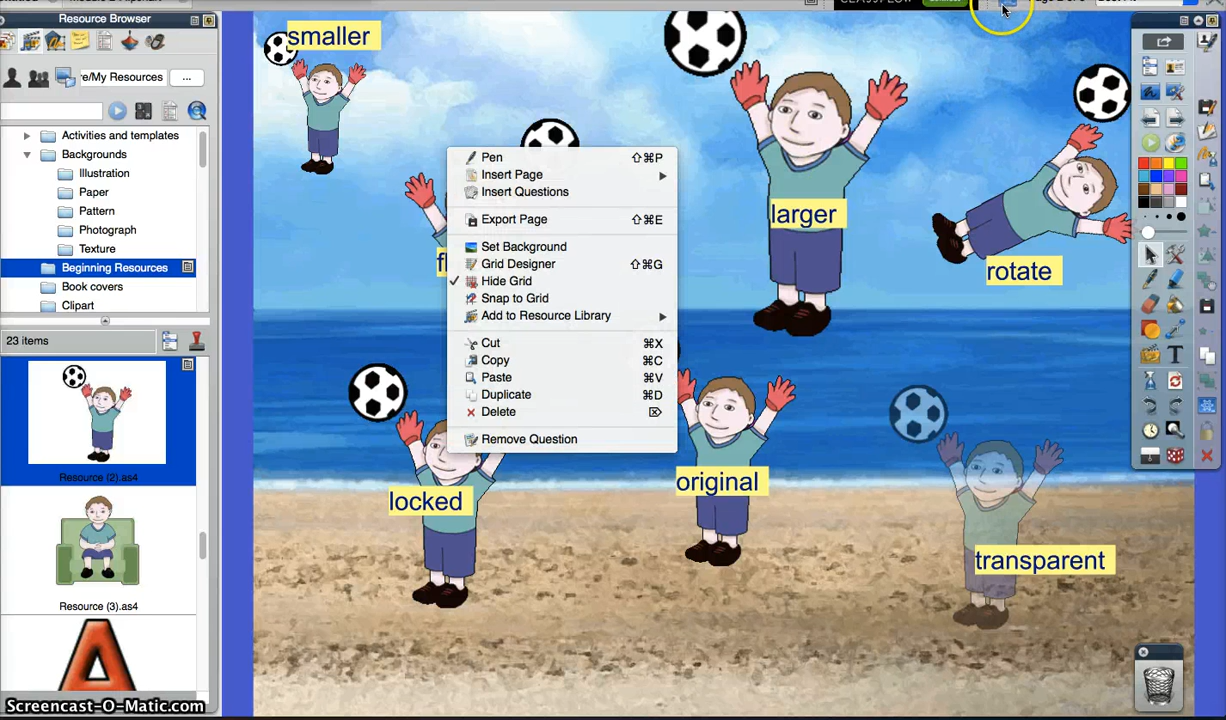 Resource Browser
smaller
e/My Resources
...
Activities and templates
Backgrounds
Illustration
Paper
Pattern
Photograph
Texture
Beginning Resources
Book covers
Clipart
23 items
Resource (2).as4
Resource (3).as4
A
Pen ⇧⌘P
Insert Page
Insert Questions
Export Page ⇧⌘E
Set Background
Grid Designer ⇧⌘G
Hide Grid
Snap to Grid
Add to Resource Library
Cut ⌘X
Copy ⌘C
Paste ⌘V
Duplicate ⌘D
Delete
Remove Question
larger
rotate
locked
original
transparent
T
Screencast-O-Matic.com